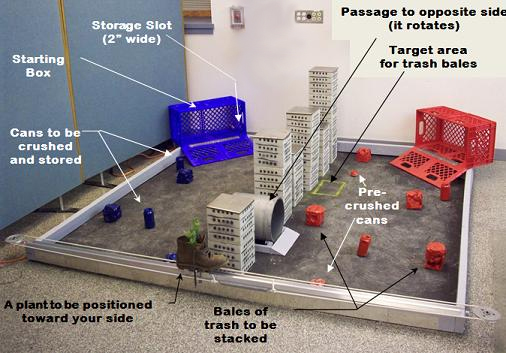 Passage to opposite side
(it rotates)
Storage Slot
(2” wide)
Target area
for trash bales
Starting
Box
Cans to be
crushed
and stored
Pre-
crushed
cans
A plant to be positioned
toward your side
Bales of
trash to be
stacked